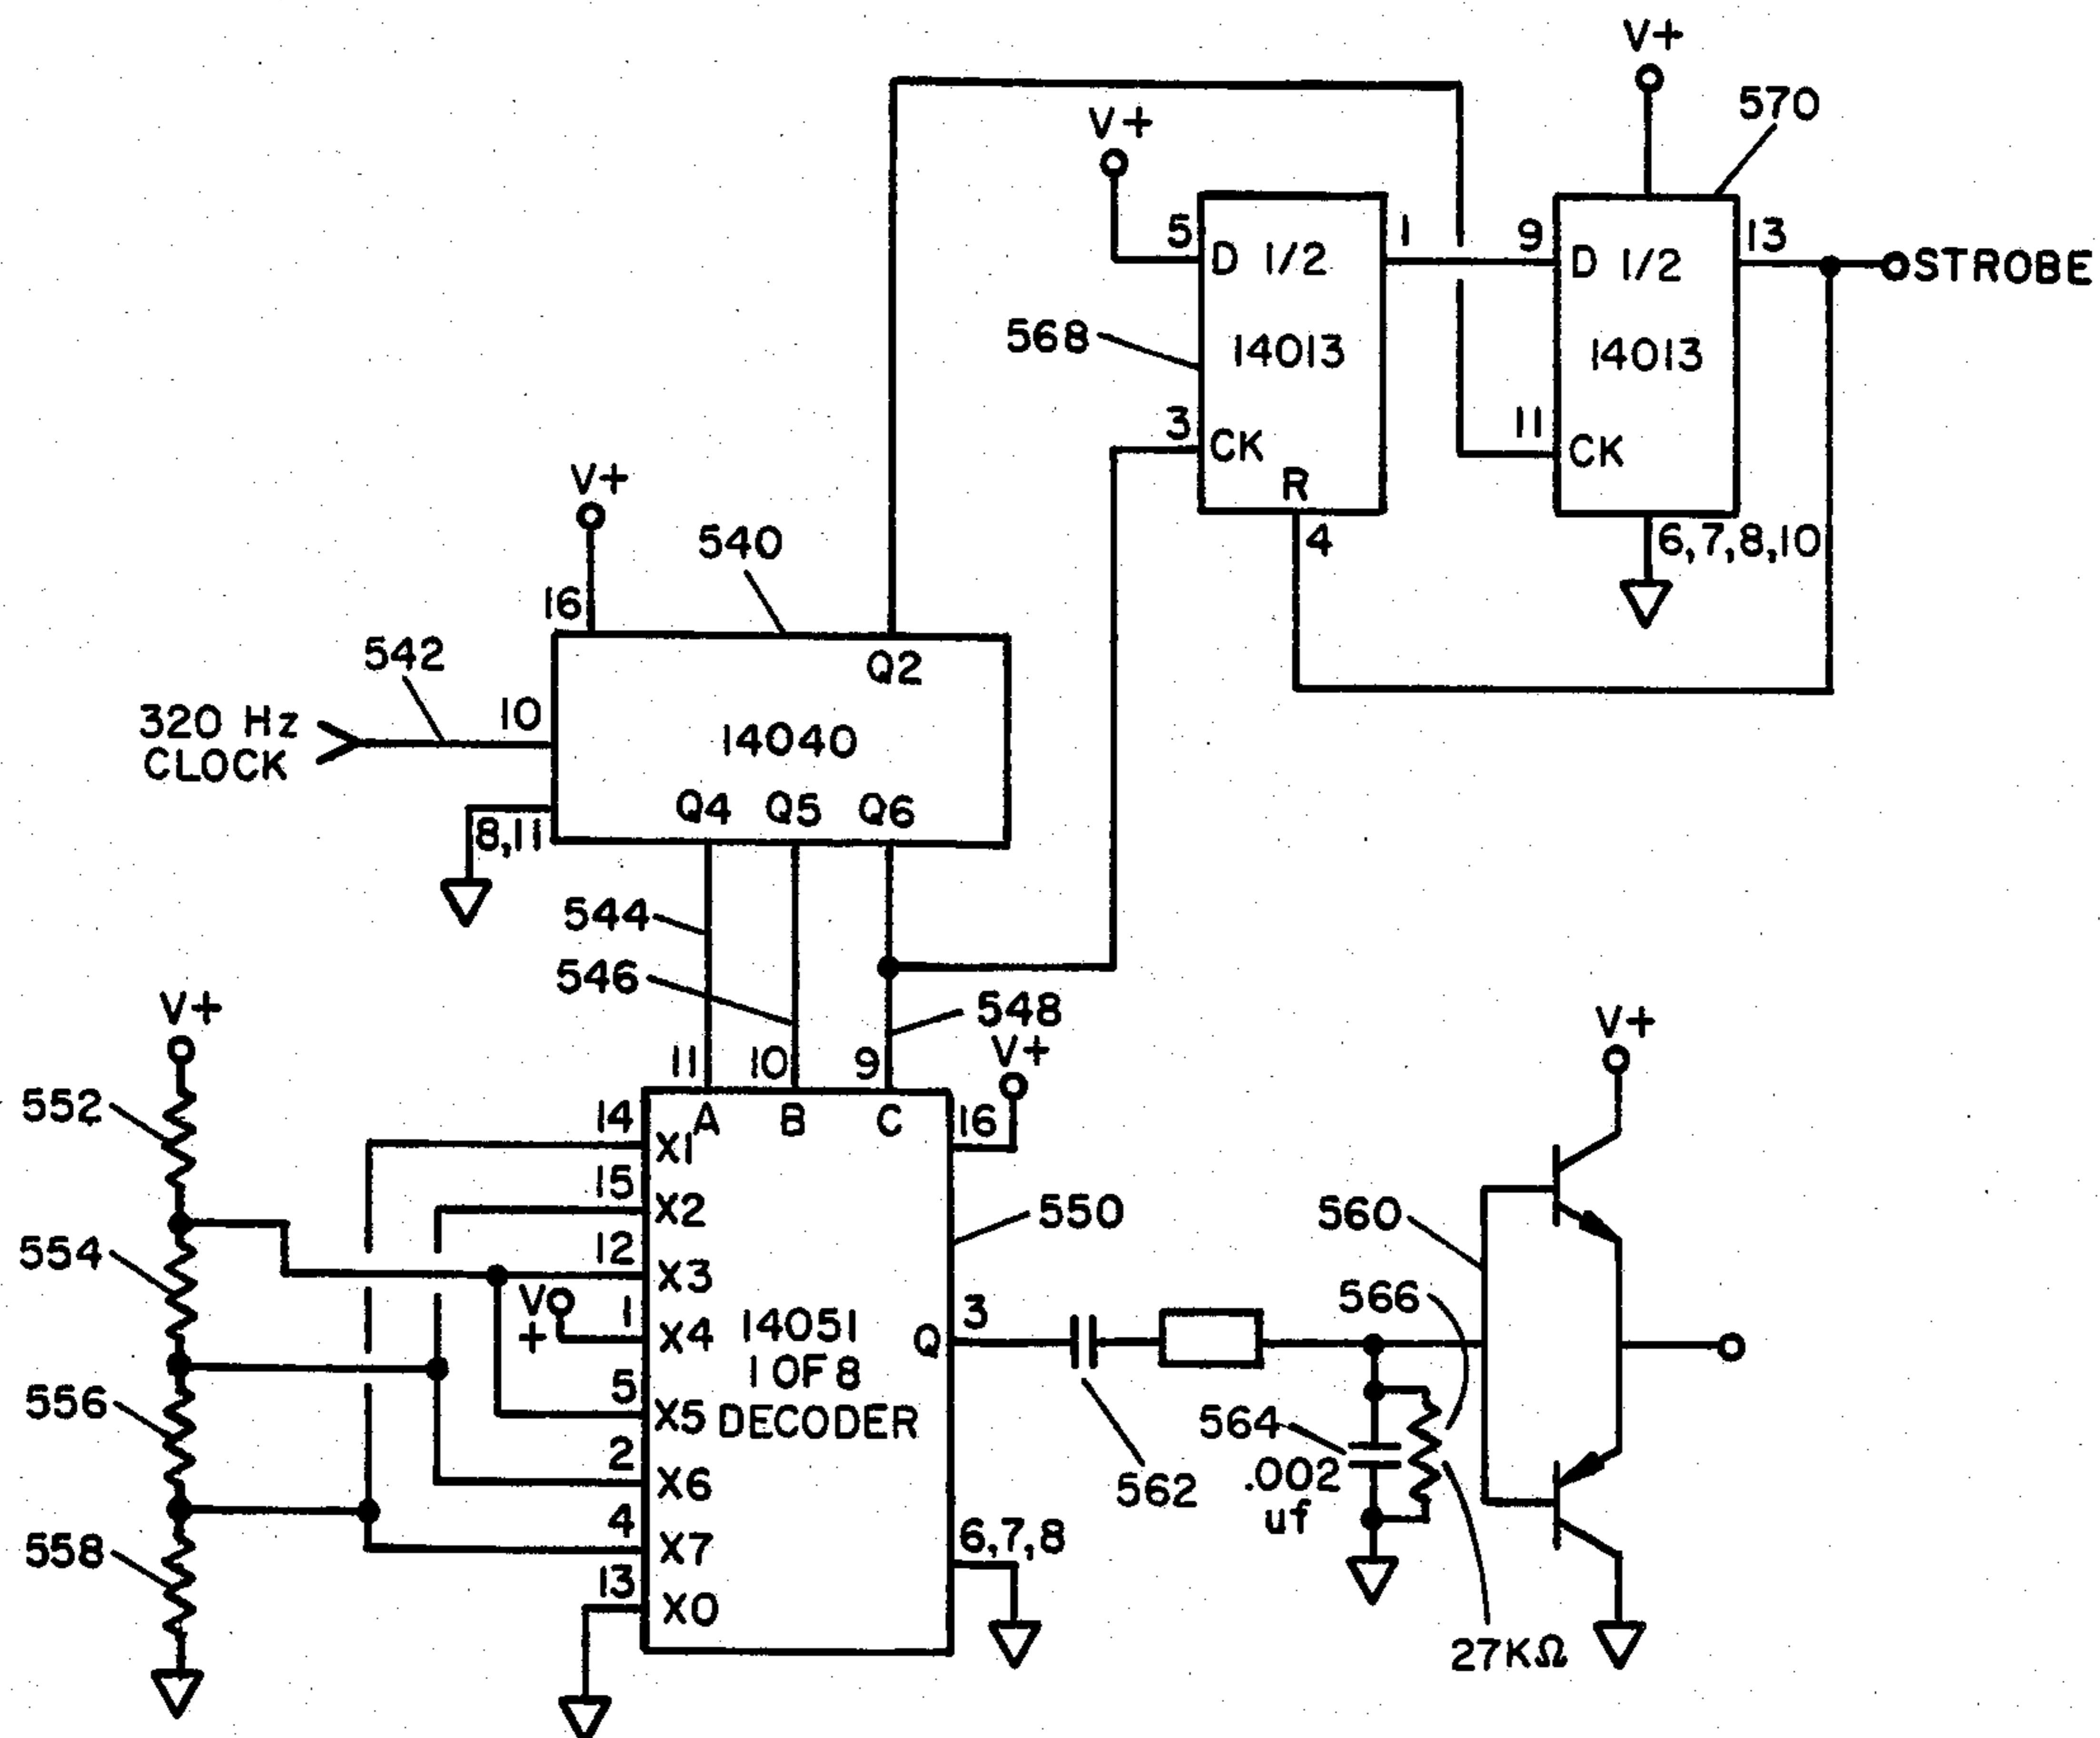 V+
570
V+
5
D 1/2
1
9
D 1/2
13
STROBE
568
14013
14013
3
CK
11
CK
R
4
6,7,8,10
V+
540
16
Q2
542
320 Hz
CLOCK
10
14040
Q4 Q5 Q6
8,11
544
546
548
V+
V+
V+
11 10 9
A B C
16
552
14
X1
15
X2
550
560
554
12
X3
V
+
1
X4
14051
1 OF 8
DECODER
Q
3
566
5
X5
556
564
.002
uf
562
2
X6
4
X7
6,7,8
558
13
X0
27KΩ